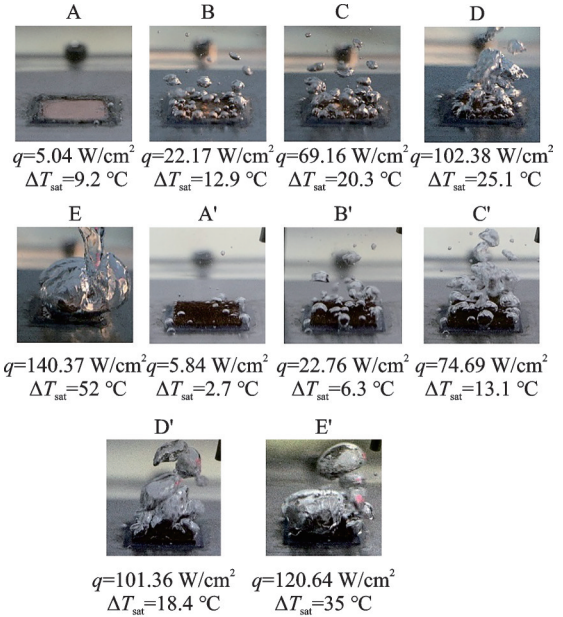 A B C D
q=5.04 W/cm² q=22.17 W/cm² q=69.16 W/cm² q=102.38 W/cm²
ΔTsat=9.2 ℃ ΔTsat=12.9 ℃ ΔTsat=20.3 ℃ ΔTsat=25.1 ℃
E A' B' C'
q=140.37 W/cm² q=5.84 W/cm² q=22.76 W/cm² q=74.69 W/cm²
ΔTsat=52 ℃ ΔTsat=2.7 ℃ ΔTsat=6.3 ℃ ΔTsat=13.1 ℃
D' E'
q=101.36 W/cm² q=120.64 W/cm²
ΔTsat=18.4 ℃ ΔTsat=35 ℃